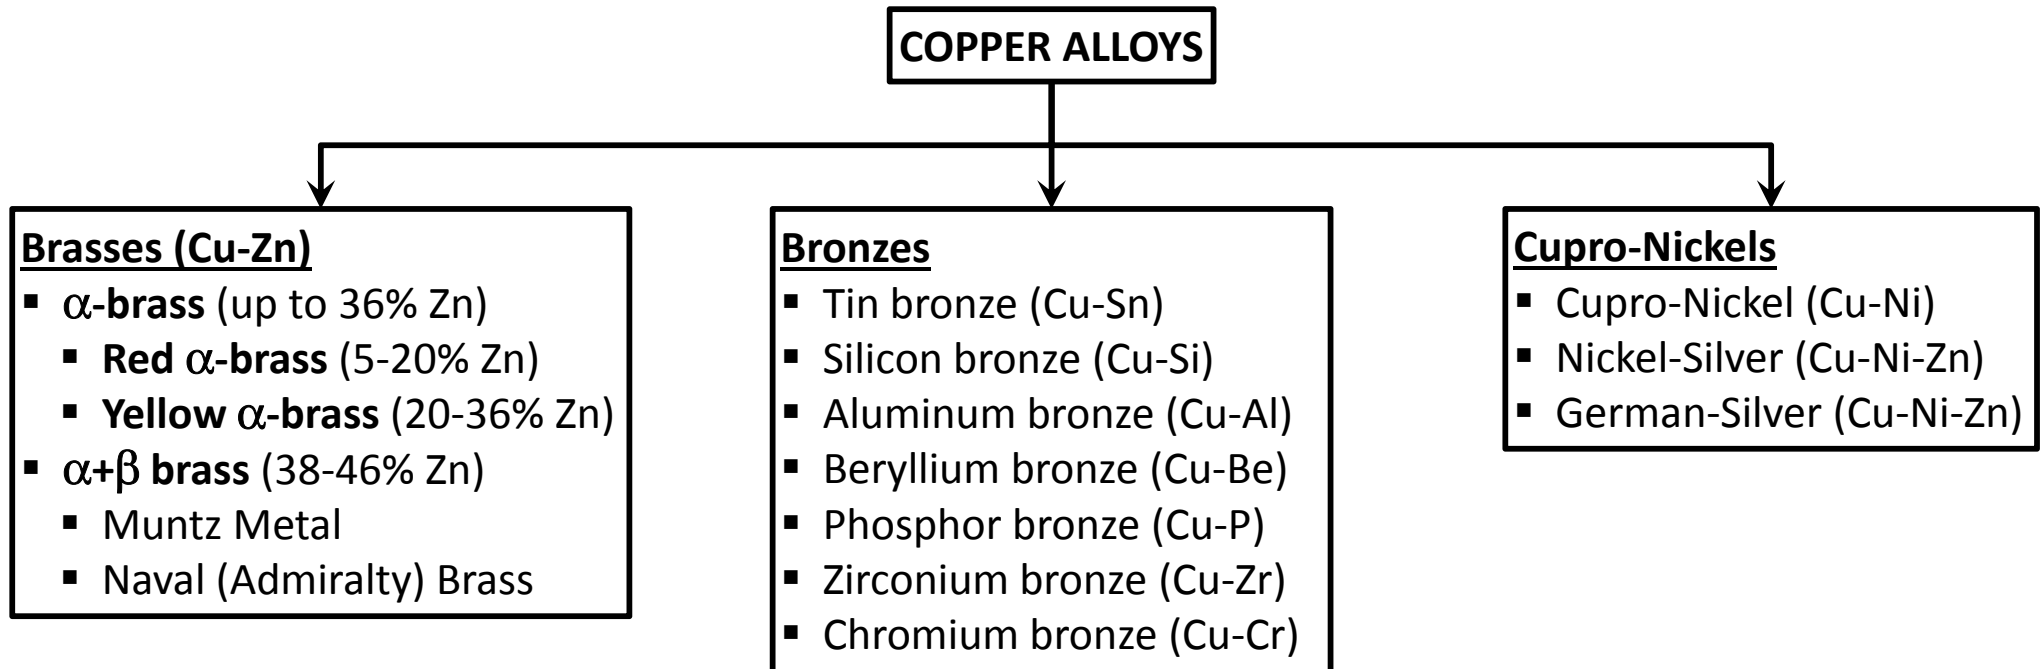 COPPER ALLOYS
Brasses (Cu-Zn)
▪ α-brass (up to 36% Zn)
▪ Red α-brass (5-20% Zn)
▪ Yellow α-brass (20-36% Zn)
▪ α+β brass (38-46% Zn)
▪ Muntz Metal
▪ Naval (Admiralty) Brass
Bronzes
▪ Tin bronze (Cu-Sn)
▪ Silicon bronze (Cu-Si)
▪ Aluminum bronze (Cu-Al)
▪ Beryllium bronze (Cu-Be)
▪ Phosphor bronze (Cu-P)
▪ Zirconium bronze (Cu-Zr)
▪ Chromium bronze (Cu-Cr)
Cupro-Nickels
▪ Cupro-Nickel (Cu-Ni)
▪ Nickel-Silver (Cu-Ni-Zn)
▪ German-Silver (Cu-Ni-Zn)